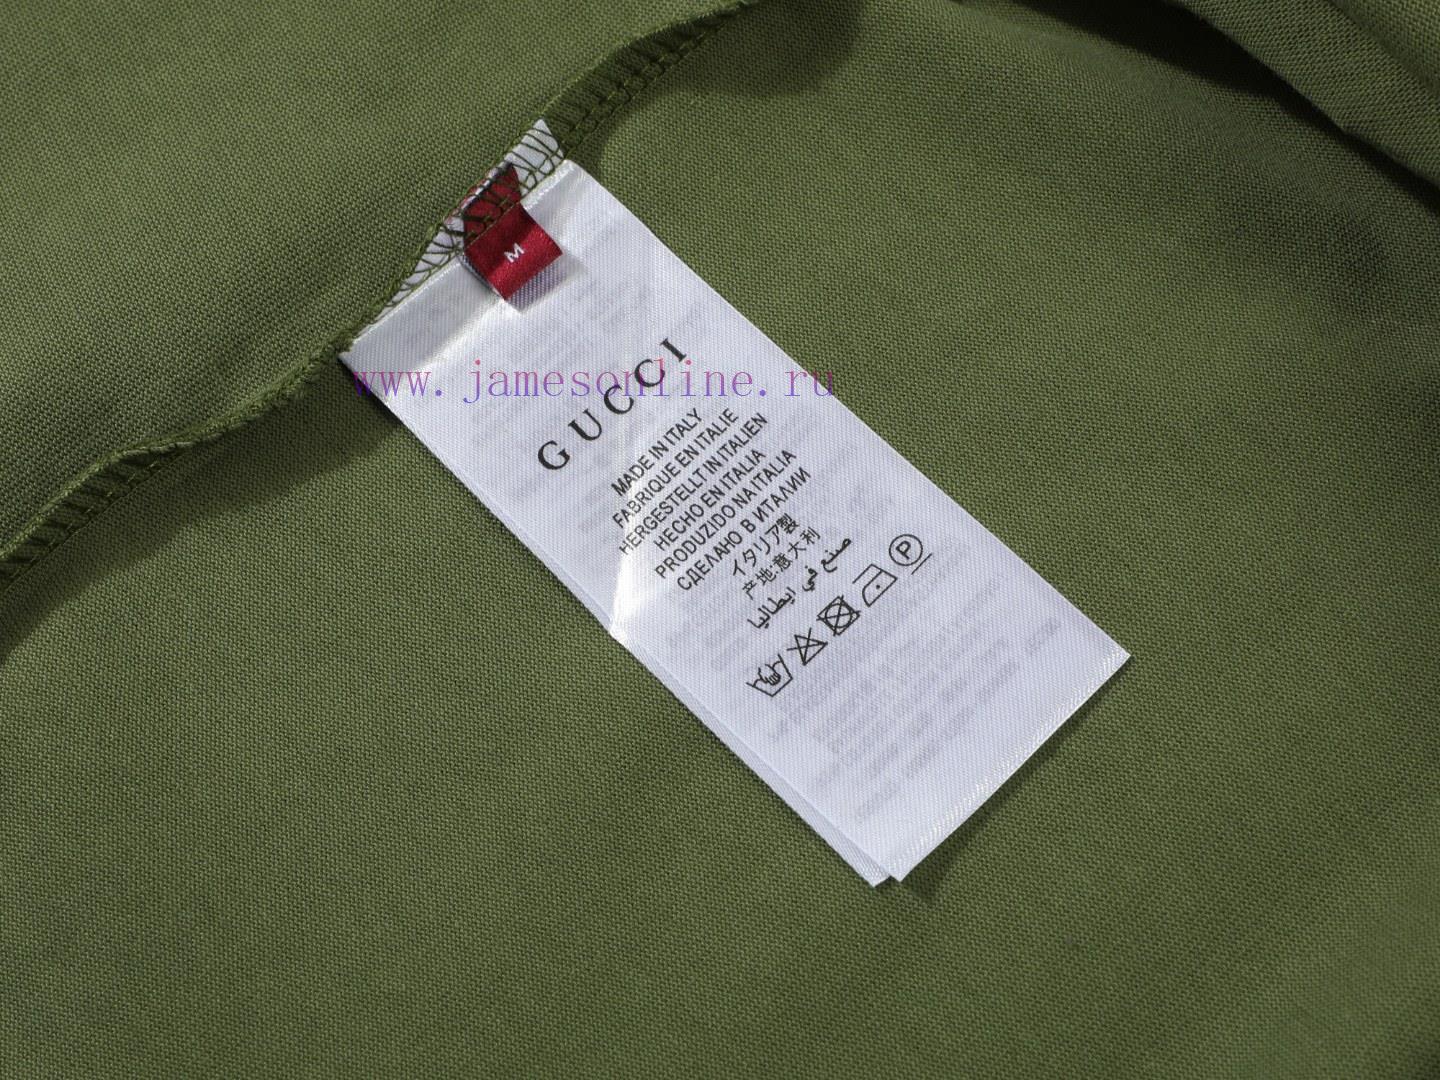 M
www.jamesonline.ru
GUCCI
MADE IN ITALY
FABRIQUE EN ITALIE
HERGESTELLT IN ITALIEN
HECHO EN ITALIA
PRODUZIDO NA ITALIA
СДЕЛАНО В ИТАЛИИ
イタリア製
产地:意大利
صنع في ايطاليا
P